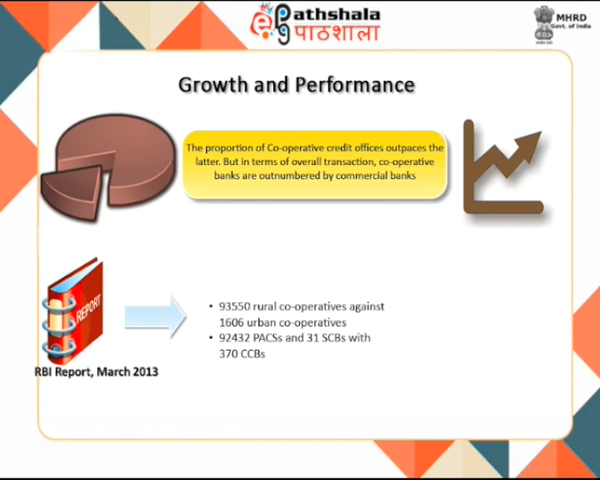 ePG Pathshala
पाठशाला
MHRD
Govt. of India
Growth and Performance
The proportion of Co-operative credit offices outpaces the
latter. But in terms of overall transaction, co-operative
banks are outnumbered by commercial banks
REPORT
• 93550 rural co-operatives against
1606 urban co-operatives
• 92432 PACSs and 31 SCBs with
370 CCBs
RBI Report, March 2013